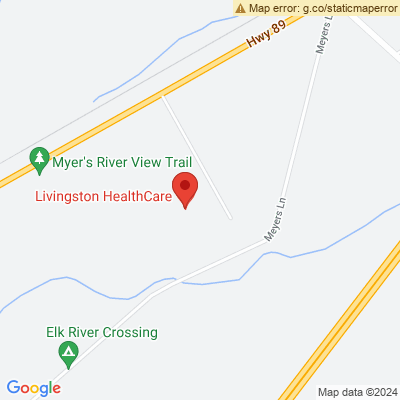 Map error: g.co/staticmaperror
Hwy 89
Meyers L
Myer's River View Trail
Livingston HealthCare
Meyers Ln
Elk River Crossing
Google
Map data ©2024